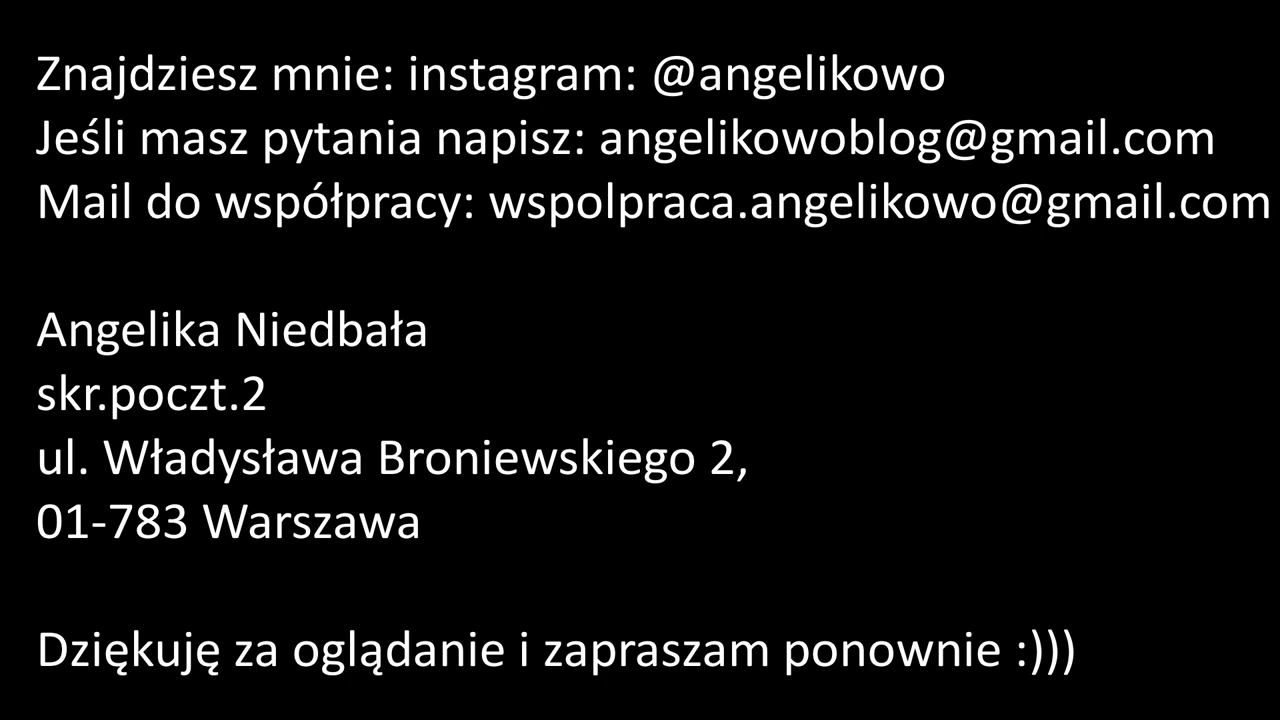 Znajdziesz mnie: instagram: @angelikowo
Jeśli masz pytania napisz: angelikowoblog@gmail.com
Mail do współpracy: wspolpraca.angelikowo@gmail.com
Angelika Niedbała
skr.poczt.2
ul. Władysława Broniewskiego 2,
01-783 Warszawa
Dziękuję za oglądanie i zapraszam ponownie :)))